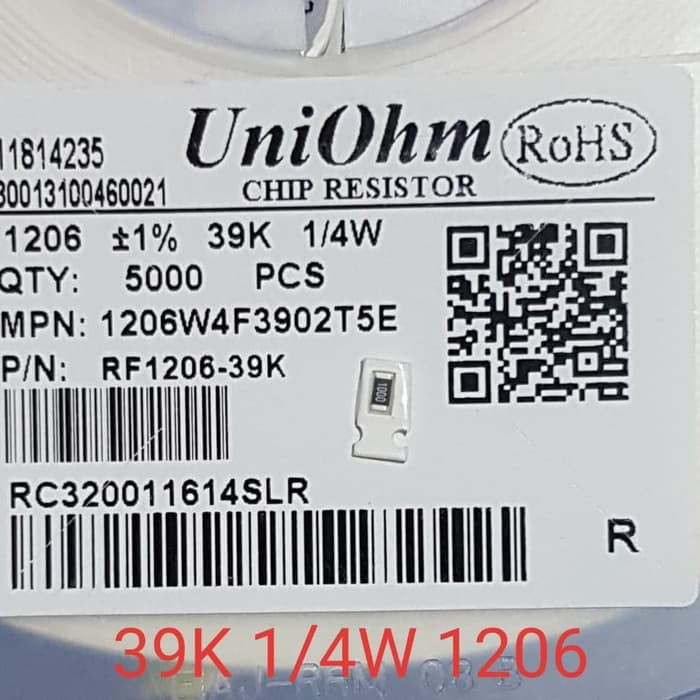 UniOhm
RoHS
11814235
30013100460021
CHIP RESISTOR
1206 ±1% 39K 1/4W
QTY: 5000 PCS
MPN: 1206W4F3902T5E
P/N: RF1206-39K
1000
RC320011614SLR
R
39K 1/4W 1206